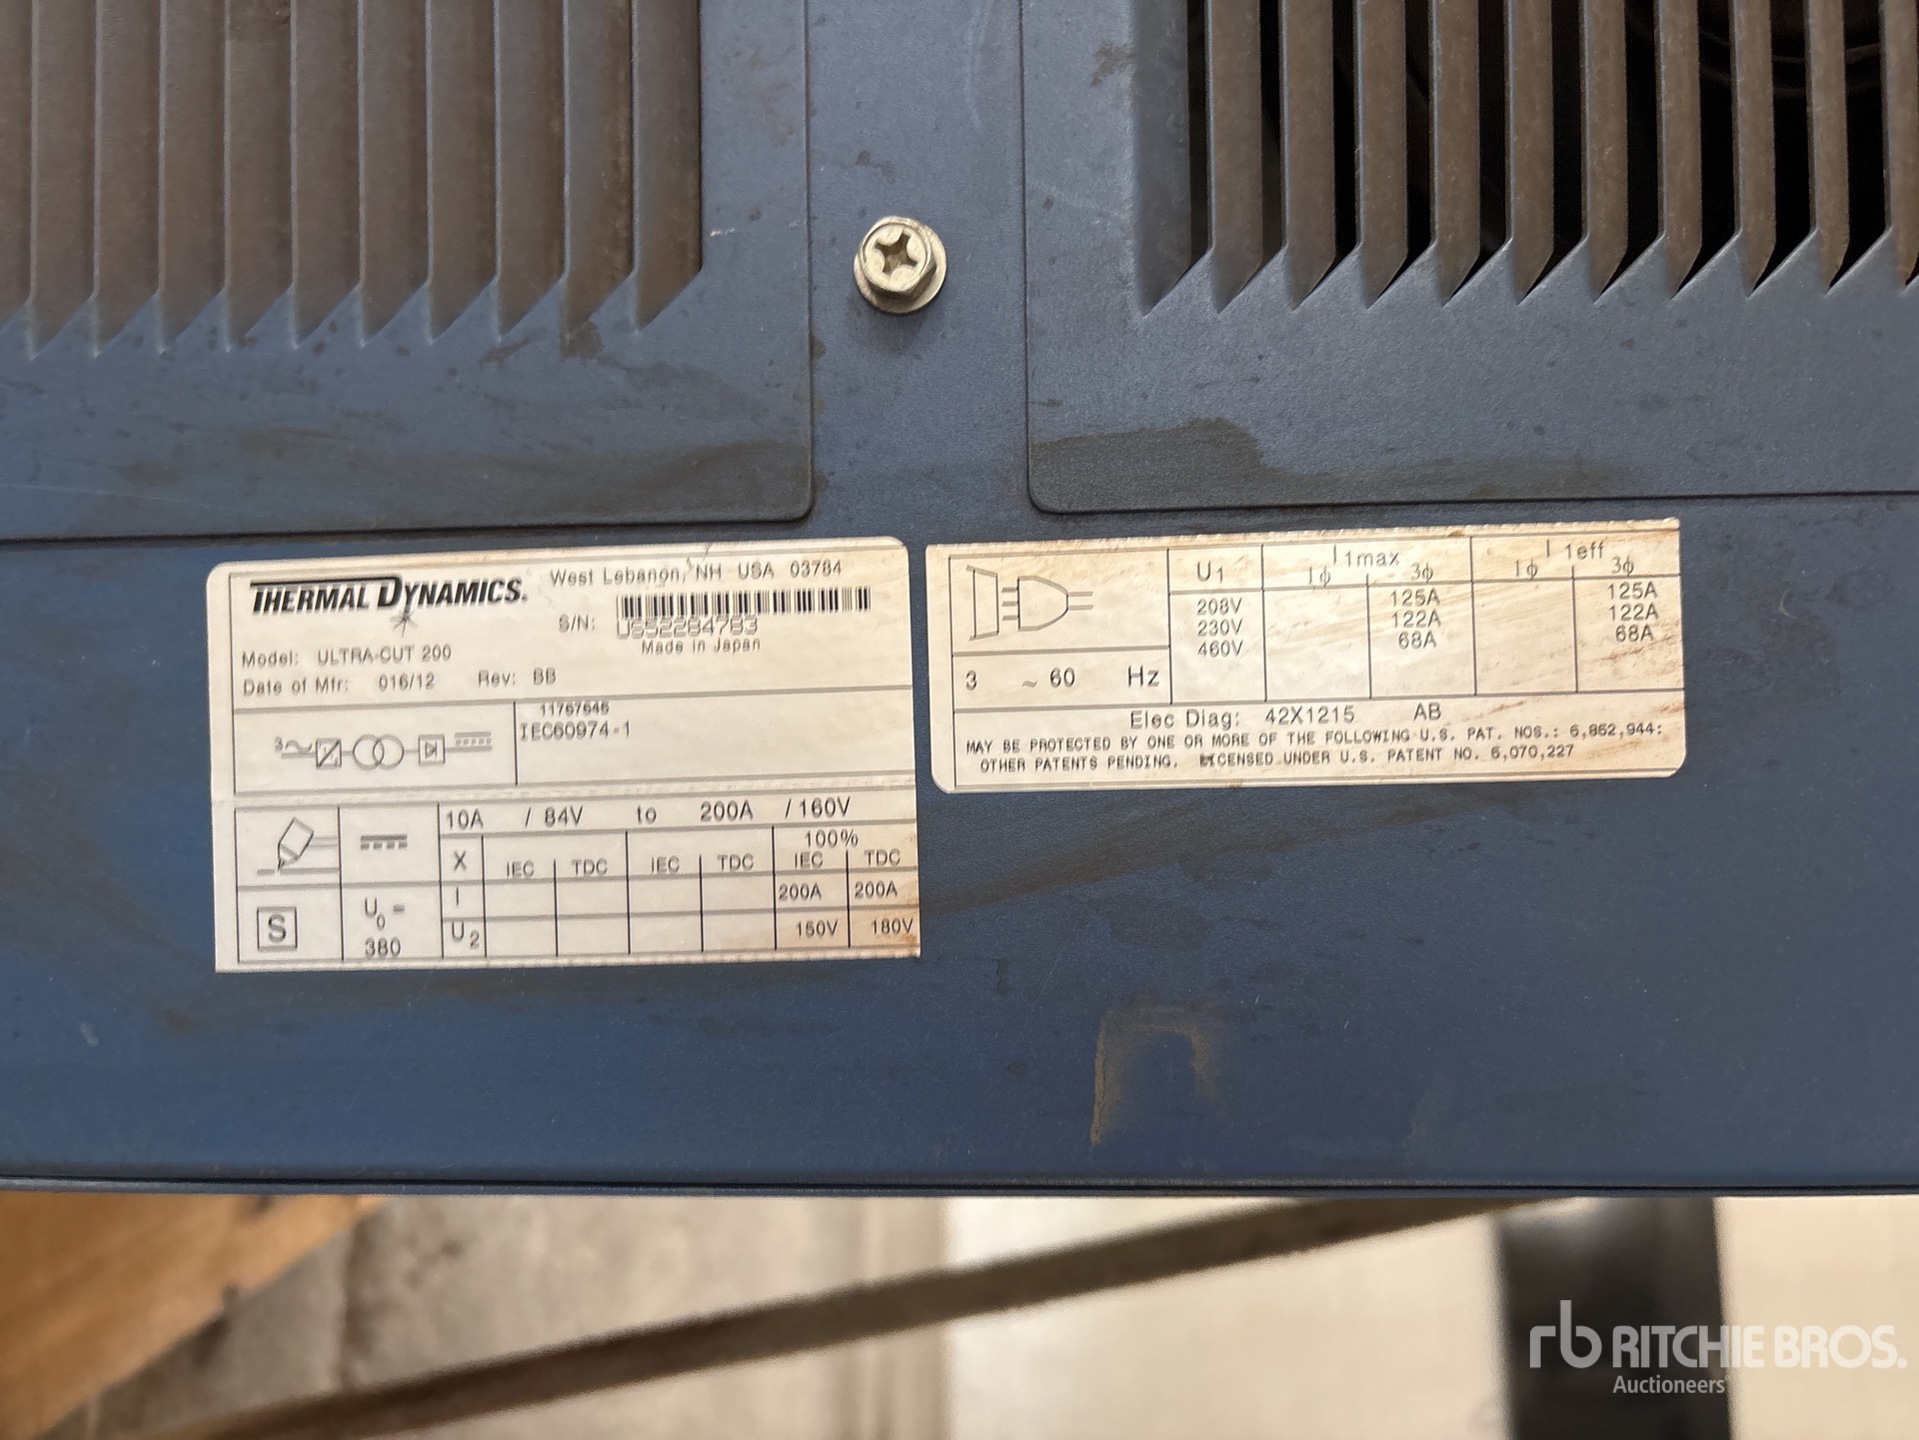 THERMAL DYNAMICS®
West Lebanon, NH USA 03784
S/N: US52284783
Made in Japan
Model: ULTRA-CUT 200
Date of Mfr: 016/12 Rev: BB
11767645
3~ IEC60974-1
10A / 84V to 200A / 160V
100%
X IEC TDC IEC TDC IEC TDC
I 200A 200A
S U0 = 380 U2 150V 180V
U1 I1max I1eff
1ϕ 3ϕ 1ϕ 3ϕ
208V 125A 125A
230V 122A 122A
460V 68A 68A
3 ~ 60 Hz
Elec Diag: 42X1215 AB
MAY BE PROTECTED BY ONE OR MORE OF THE FOLLOWING U.S. PAT. NOS.: 6,852,944:
OTHER PATENTS PENDING. LICENSED UNDER U.S. PATENT NO. 6,070,227
rb RITCHIE BROS.
Auctioneers